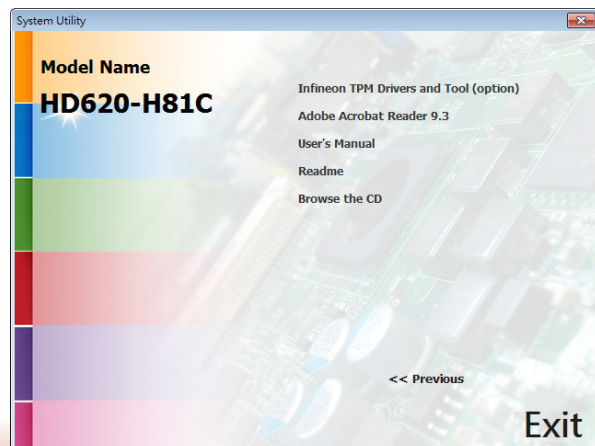 System Utility
Model Name
HD620-H81C
Infineon TPM Drivers and Tool (option)
Adobe Acrobat Reader 9.3
User's Manual
Readme
Browse the CD
<< Previous
Exit